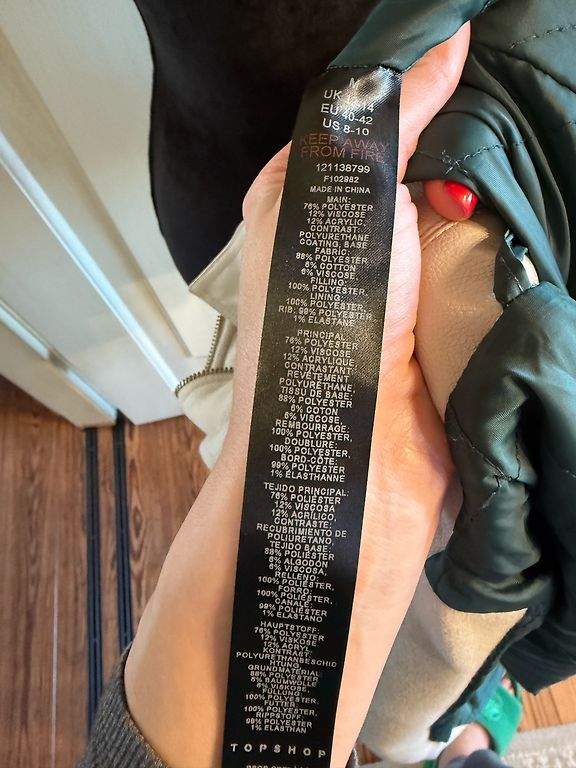 M
UK 12-14
EU 40-42
US 8-10
KEEP AWAY
FROM FIRE
121138799
F102982
MADE IN CHINA
MAIN:
76% POLYESTER
12% VISCOSE
12% ACRYLIC,
CONTRAST:
POLYURETHANE
COATING, BASE
FABRIC:
88% POLYESTER
6% COTTON
6% VISCOSE
FILLING:
100% POLYESTER,
LINING:
100% POLYESTER,
RIB: 99% POLYESTER
1% ELASTANE
PRINCIPAL:
76% POLYESTER
12% VISCOSE
12% ACRYLIQUE
CONTRASTANT:
REVÊTEMENT
POLYURÉTHANE,
TISSU DE BASE:
88% POLYESTER
6% COTON
6% VISCOSE,
REMBOURRAGE:
100% POLYESTER,
DOUBLURE:
100% POLYESTER,
BORD-CÔTE:
99% POLYESTER
1% ÉLASTHANNE
TEJIDO PRINCIPAL:
76% POLIÉSTER
12% VISCOSA
12% ACRÍLICO,
CONTRASTE:
RECUBRIMIENTO DE
POLIURETANO,
TEJIDO BASE:
88% POLIÉSTER
6% ALGODÓN
6% VISCOSA,
RELLENO:
100% POLIÉSTER,
FORRO:
100% POLIÉSTER,
CANALÉ:
99% POLIÉSTER
1% ELASTANO
HAUPTSTOFF:
76% POLYESTER
12% VISKOSE
12% ACRYL
KONTRAST:
POLYURETHANBESCHIC
HTUNG
GRUNDMATERIAL
88% POLYESTER
6% BAUMWOLLE
6% VISKOSE,
FÜLLUNG
100% POLYESTER,
FUTTER:
100% POLYESTER,
RIPPSTOFF:
99% POLYESTER
1% ELASTHAN
TOPSHOP